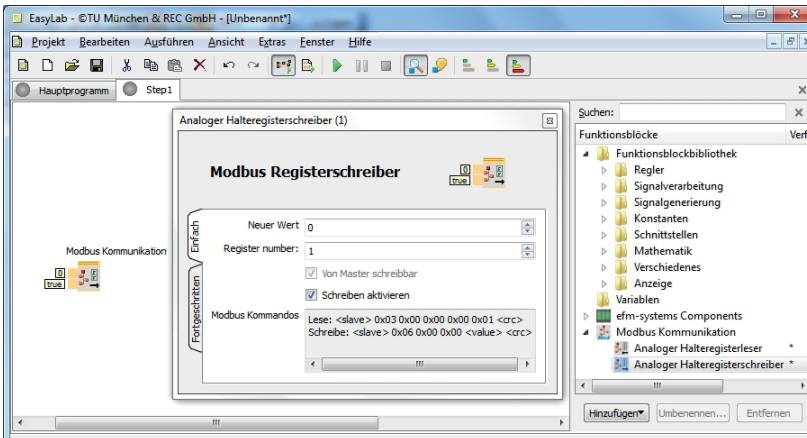 EasyLab - ©TU München & REC GmbH - [Unbenannt*]
Projekt Bearbeiten Ausführen Ansicht Extras Fenster Hilfe
Hauptprogramm Step1
Analoger Halteregisterschreiber (1)
Modbus Registerschreiber
0
true
Einfach
Fortgeschritten
Neuer Wert 0
Register number: 1
Von Master schreibbar
Schreiben aktivieren
Modbus Kommandos
Lese: <slave> 0x03 0x00 0x00 0x00 0x01 <crc>
Schreibe: <slave> 0x06 0x00 0x00 <value> <crc>
Modbus Kommunikation
0
true
Suchen:
Funktionsblöcke Verf
Funktionsblockbibliothek
Regler
Signalverarbeitung
Signalgenerierung
Konstanten
Schnittstellen
Mathematik
Verschiedenes
Anzeige
Variablen
efm-systems Components
Modbus Kommunikation
Analoger Halteregisterleser *
Analoger Halteregisterschreiber *
Hinzufügen Umbenennen... Entfernen